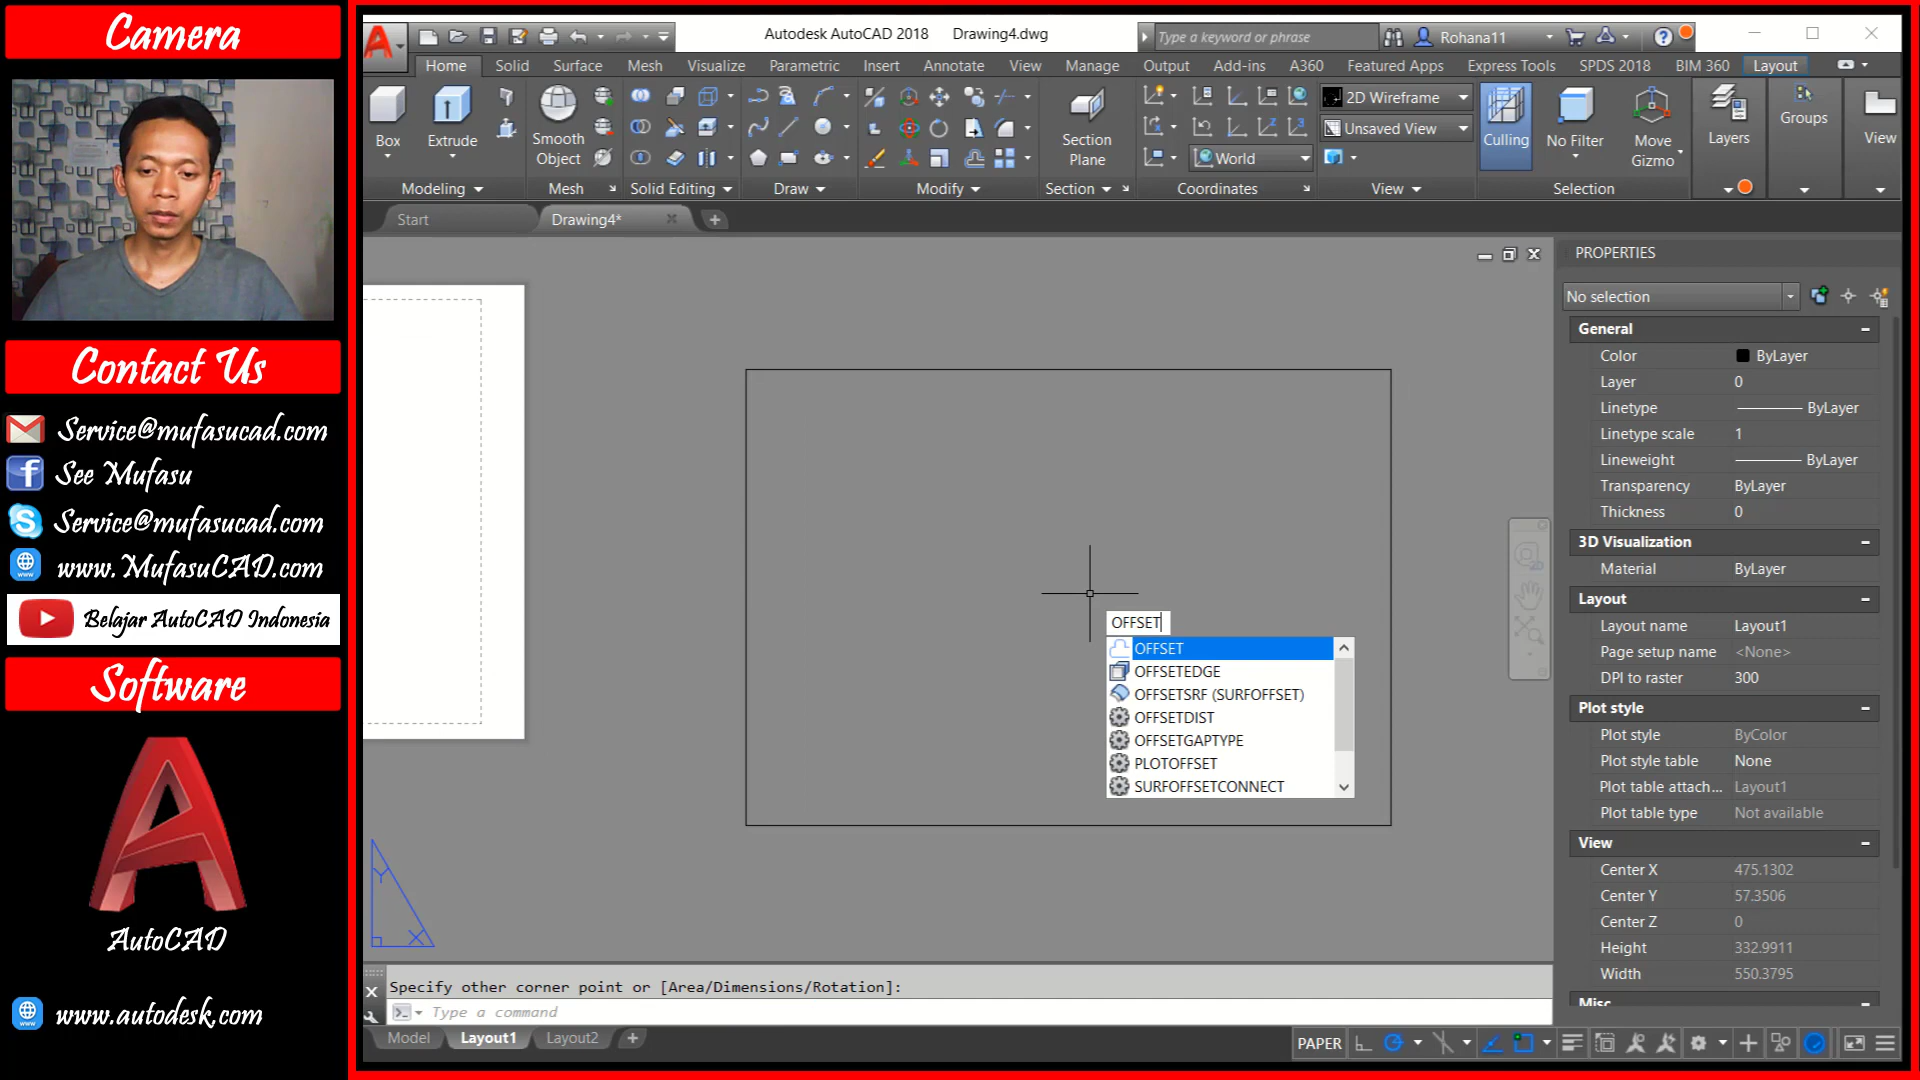 Camera
Contact Us
Service@mufasucad.com
See Mufasu
Service@mufasucad.com
www.MufasuCAD.com
Belajar AutoCAD Indonesia
Software
AutoCAD
www.autodesk.com
Autodesk AutoCAD 2018 Drawing4.dwg
Type a keyword or phrase
Rohana11
Home Solid Surface Mesh Visualize Parametric Insert Annotate View Manage Output Add-ins A360 Featured Apps Express Tools SPDS 2018 BIM 360 Layout
Box
Extrude
Smooth Object
Section Plane
World
2D Wireframe
Unsaved View
Culling
No Filter
Move Gizmo
Layers
Groups
View
Modeling Mesh Solid Editing Draw Modify Section Coordinates View Selection
Start Drawing4*
OFFSET
OFFSET
OFFSETEDGE
OFFSETSRF (SURFOFFSET)
OFFSETDIST
OFFSETGAPTYPE
PLOTOFFSET
SURFOFFSETCONNECT
Y
X
PROPERTIES
No selection
General
Color ByLayer
Layer 0
Linetype ByLayer
Linetype scale 1
Lineweight ByLayer
Transparency ByLayer
Thickness 0
3D Visualization
Material ByLayer
Layout
Layout name Layout1
Page setup name <None>
DPI to raster 300
Plot style
Plot style ByColor
Plot style table None
Plot table attach... Layout1
Plot table type Not available
View
Center X 475.1302
Center Y 57.3506
Center Z 0
Height 332.9911
Width 550.3795
Misc
Specify other corner point or [Area/Dimensions/Rotation]:
Type a command
Model Layout1 Layout2
PAPER